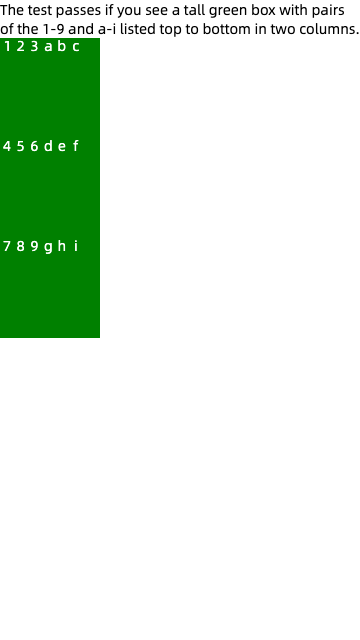 The test passes if you see a tall green box with pairs
of the 1-9 and a-i listed top to bottom in two columns.
1 2 3 a b c
4 5 6 d e f
7 8 9 g h i